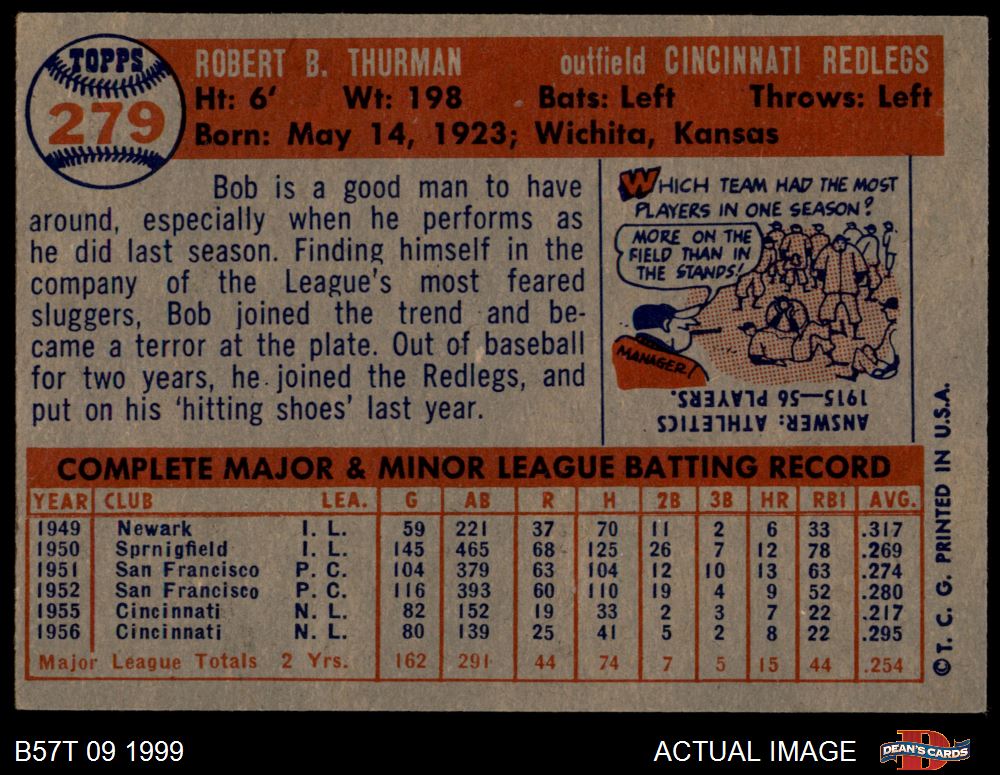 TOPPS
279
ROBERT B. THURMAN outfield CINCINNATI REDLEGS
Ht: 6' Wt: 198 Bats: Left Throws: Left
Born: May 14, 1923; Wichita, Kansas
Bob is a good man to have
around, especially when he performs as
he did last season. Finding himself in the
company of the League's most feared
sluggers, Bob joined the trend and be-
came a terror at the plate. Out of baseball
for two years, he joined the Redlegs, and
put on his 'hitting shoes' last year.
WHICH TEAM HAD THE MOST
PLAYERS IN ONE SEASON?
MORE ON THE
FIELD THAN IN
THE STANDS!
MANAGER!
ANSWER: ATHLETICS
1915—56 PLAYERS.
COMPLETE MAJOR & MINOR LEAGUE BATTING RECORD
YEAR CLUB LEA. G AB R H 2B 3B HR RBI AVG.
1949 Newark I. L. 59 221 37 70 11 2 6 33 .317
1950 Sprnigfield I. L. 145 465 68 125 26 7 12 78 .269
1951 San Francisco P. C. 104 379 63 104 12 10 13 63 .274
1952 San Francisco P. C. 116 393 60 110 19 4 9 52 .280
1955 Cincinnati N. L. 82 152 19 33 2 3 7 22 .217
1956 Cincinnati N. L. 80 139 25 41 5 2 8 22 .295
Major League Totals 2 Yrs. 162 291 44 74 7 5 15 44 .254
© T. C. G. PRINTED IN U.S.A.
B57T 09 1999 ACTUAL IMAGE DEAN'S CARDS